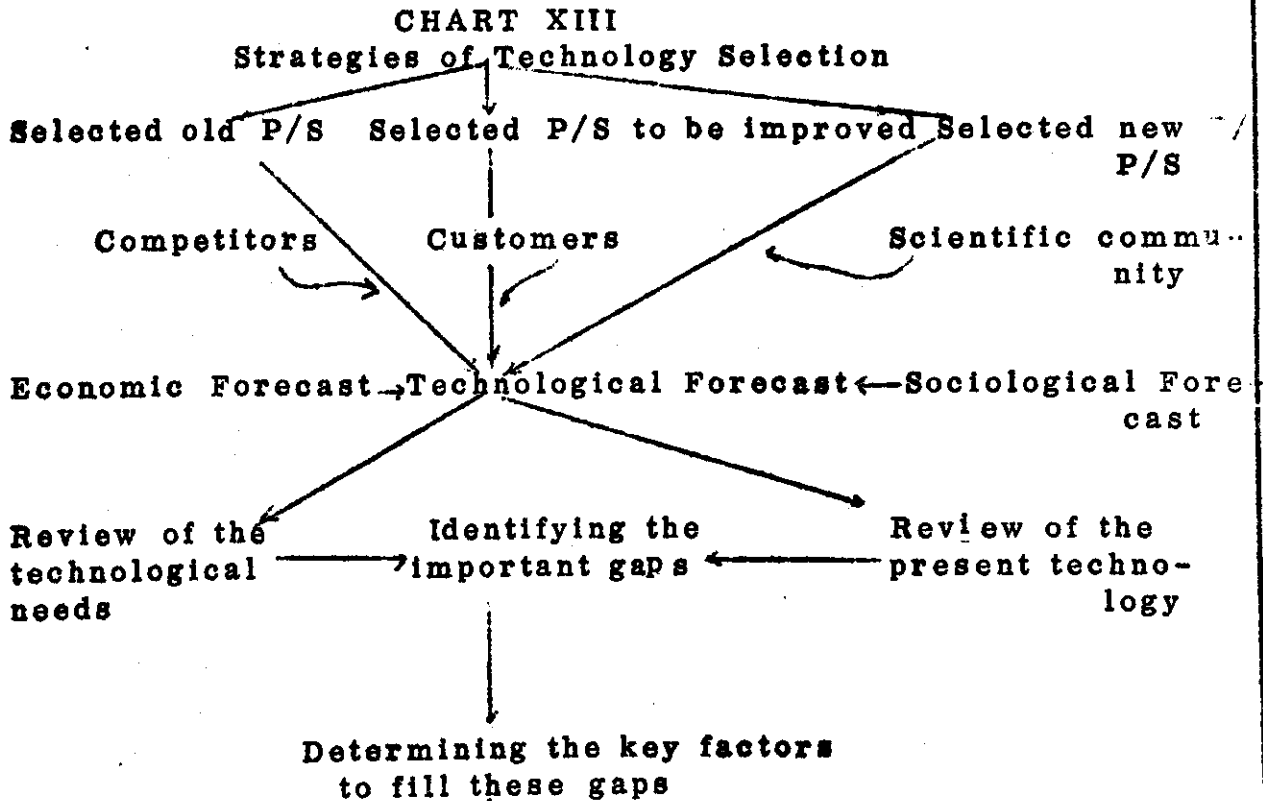 CHART XIII
Strategies of Technology Selection
Selected old P/S Selected P/S to be improved Selected new
P/S
Competitors Customers Scientific commu-
nity
Economic Forecast Technological Forecast Sociological Fore-
cast
Review of the Identifying the Review of the
technological important gaps present techno-
needs logy
Determining the key factors
to fill these gaps